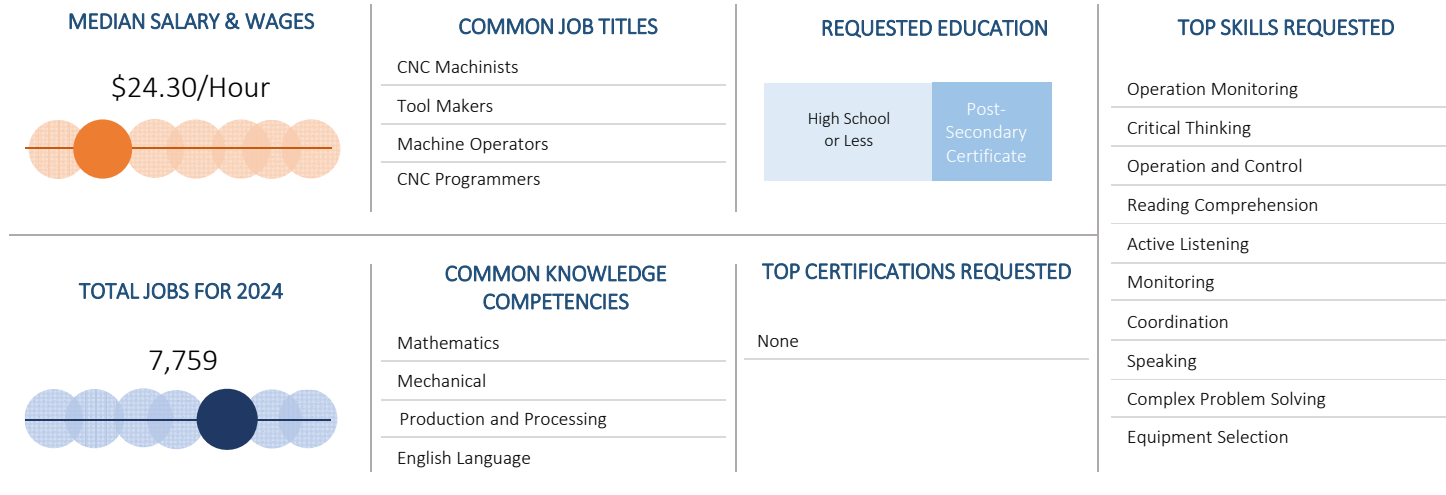 MEDIAN SALARY & WAGES
$24.30/Hour
COMMON JOB TITLES
CNC Machinists
Tool Makers
Machine Operators
CNC Programmers
REQUESTED EDUCATION
High School
or Less
Post-
Secondary
Certificate
TOP SKILLS REQUESTED
Operation Monitoring
Critical Thinking
Operation and Control
Reading Comprehension
Active Listening
Monitoring
Coordination
Speaking
Complex Problem Solving
Equipment Selection
TOTAL JOBS FOR 2024
7,759
COMMON KNOWLEDGE
COMPETENCIES
Mathematics
Mechanical
Production and Processing
English Language
TOP CERTIFICATIONS REQUESTED
None